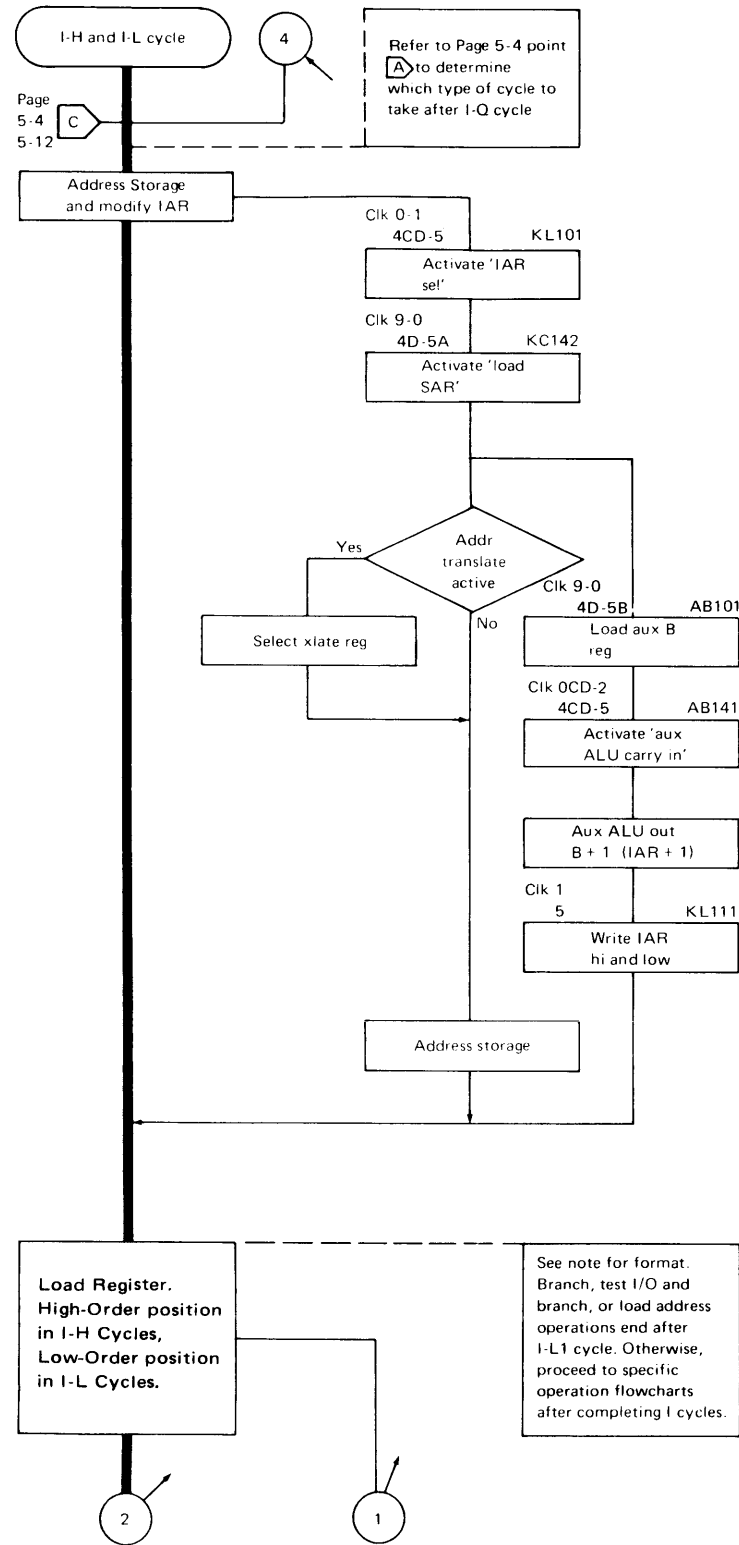 I-H and I-L cycle
4
Refer to Page 5-4 point
A to determine
which type of cycle to
take after I-Q cycle
Page
5-4
5-12
C
Address Storage
and modify IAR
Clk 0-1
4CD-5
KL101
Activate 'IAR
sel'
Clk 9-0
4D-5A
KC142
Activate 'load
SAR'
Addr
translate
active
Yes
No
Select xlate reg
Clk 9-0
4D-5B
AB101
Load aux B
reg
Clk 0CD-2
4CD-5
AB141
Activate 'aux
ALU carry in'
Aux ALU out
B + 1 (IAR + 1)
Clk 1
5
KL111
Write IAR
hi and low
Address storage
Load Register.
High-Order position
in I-H Cycles,
Low-Order position
in I-L Cycles.
See note for format.
Branch, test I/O and
branch, or load address
operations end after
I-L1 cycle. Otherwise,
proceed to specific
operation flowcharts
after completing I cycles.
2
1